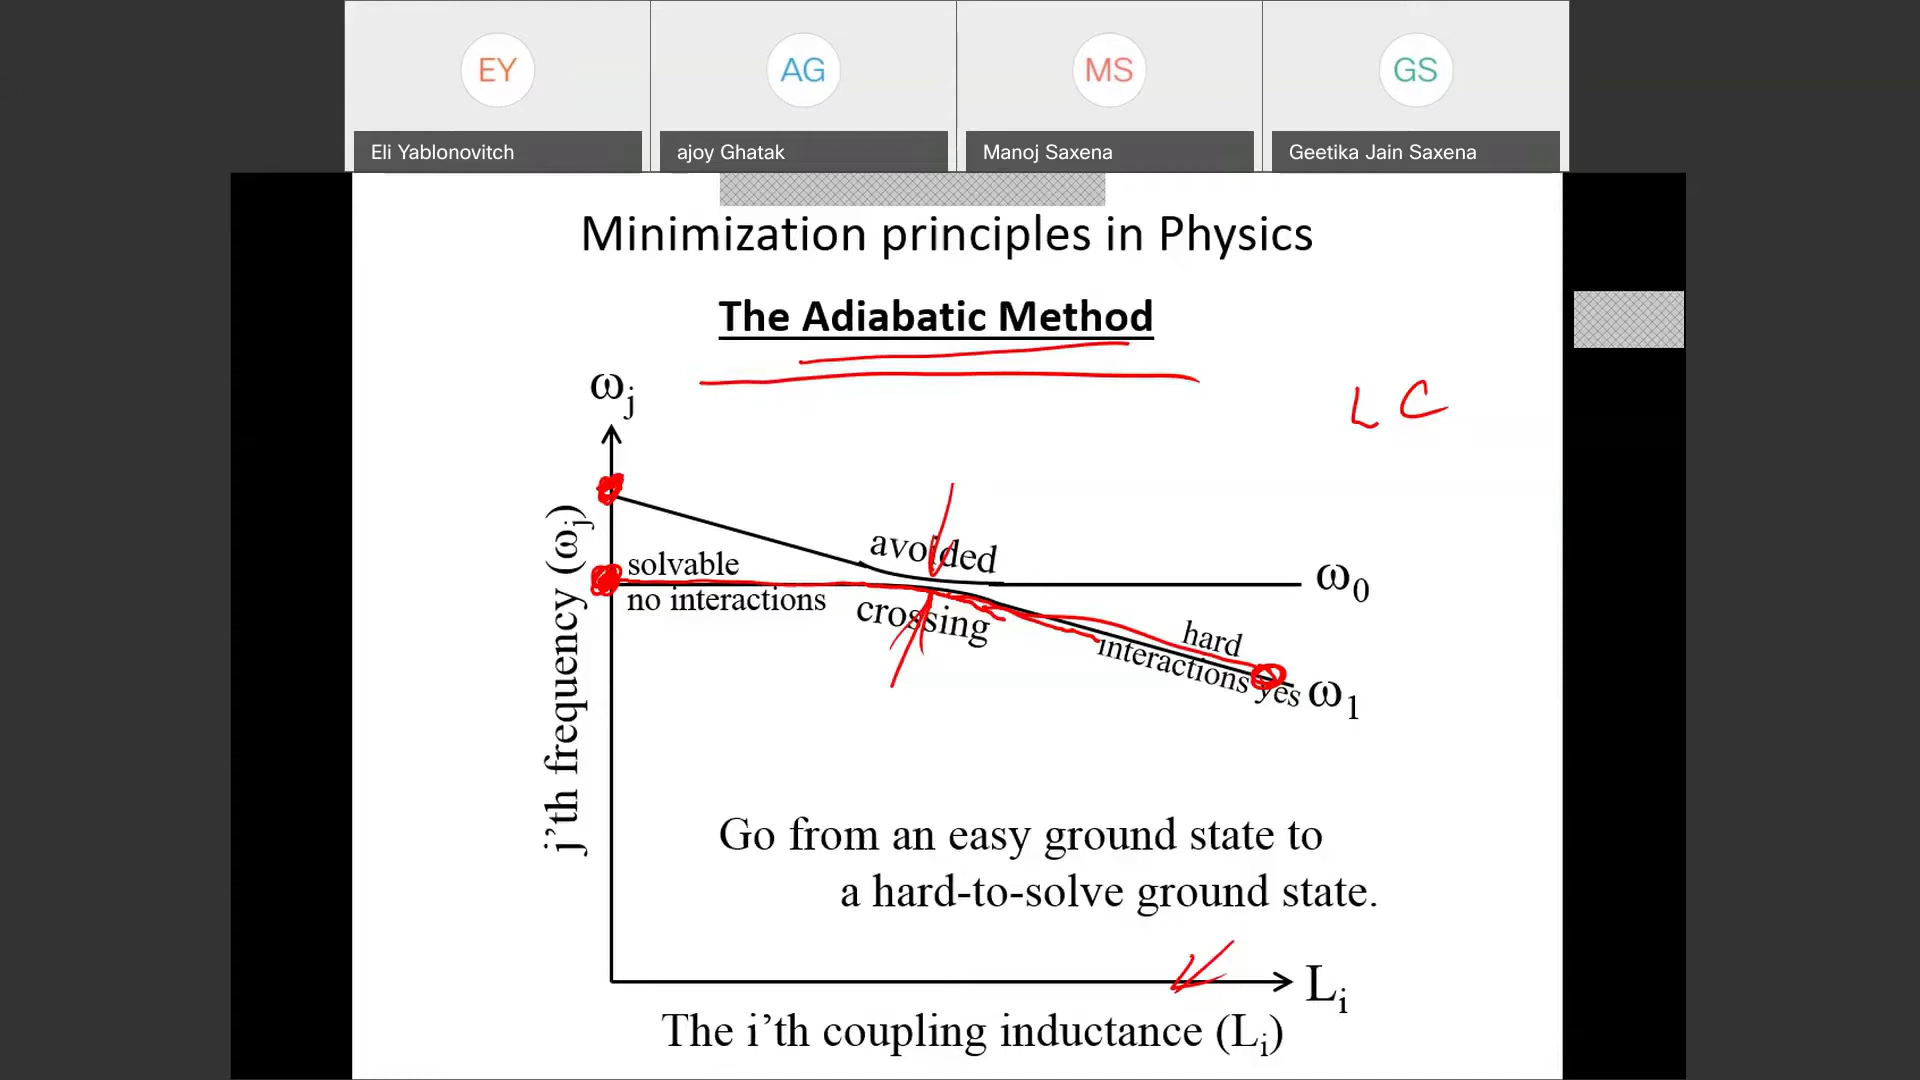 EY AG MS GS
Eli Yablonovitch ajoy Ghatak Manoj Saxena Geetika Jain Saxena
Minimization principles in Physics
The Adiabatic Method
ωj
L C
avoided
solvable
no interactions
crossing
ω0
hard
interactions yes
ω1
j'th frequency (ωj)
Go from an easy ground state to
a hard-to-solve ground state.
Li
The i'th coupling inductance (Li)